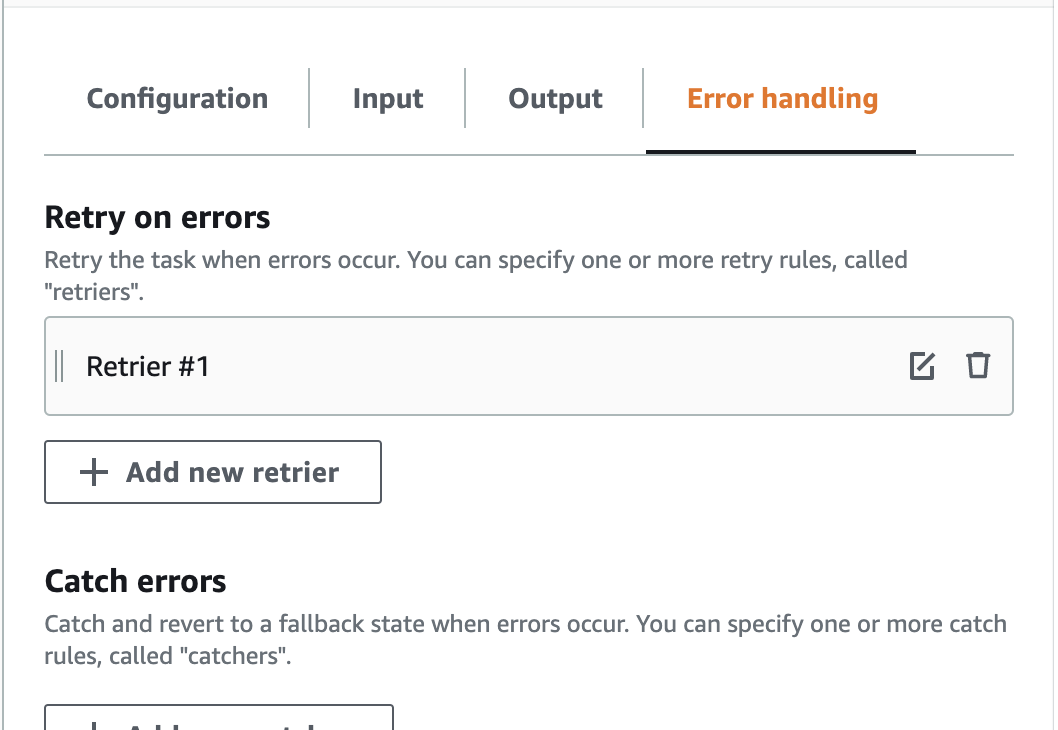 Configuration
Input
Output
Error handling
Retry on errors
Retry the task when errors occur. You can specify one or more retry rules, called
"retriers".
Retrier #1
Add new retrier
Catch errors
Catch and revert to a fallback state when errors occur. You can specify one or more catch
rules, called "catchers".